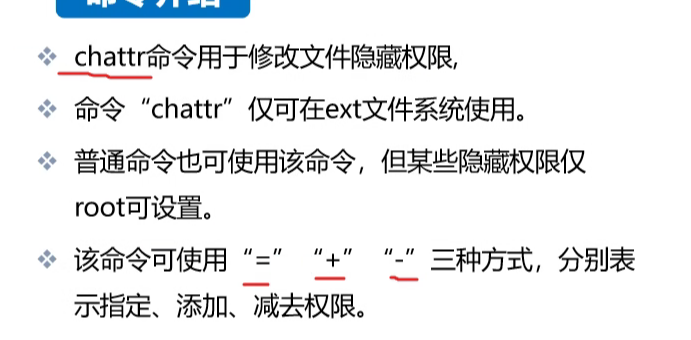 命令介绍
chattr命令用于修改文件隐藏权限,
命令“chattr”仅可在ext文件系统使用。
普通命令也可使用该命令，但某些隐藏权限仅
root可设置。
该命令可使用“=” “+” “-”三种方式，分别表
示指定、添加、减去权限。